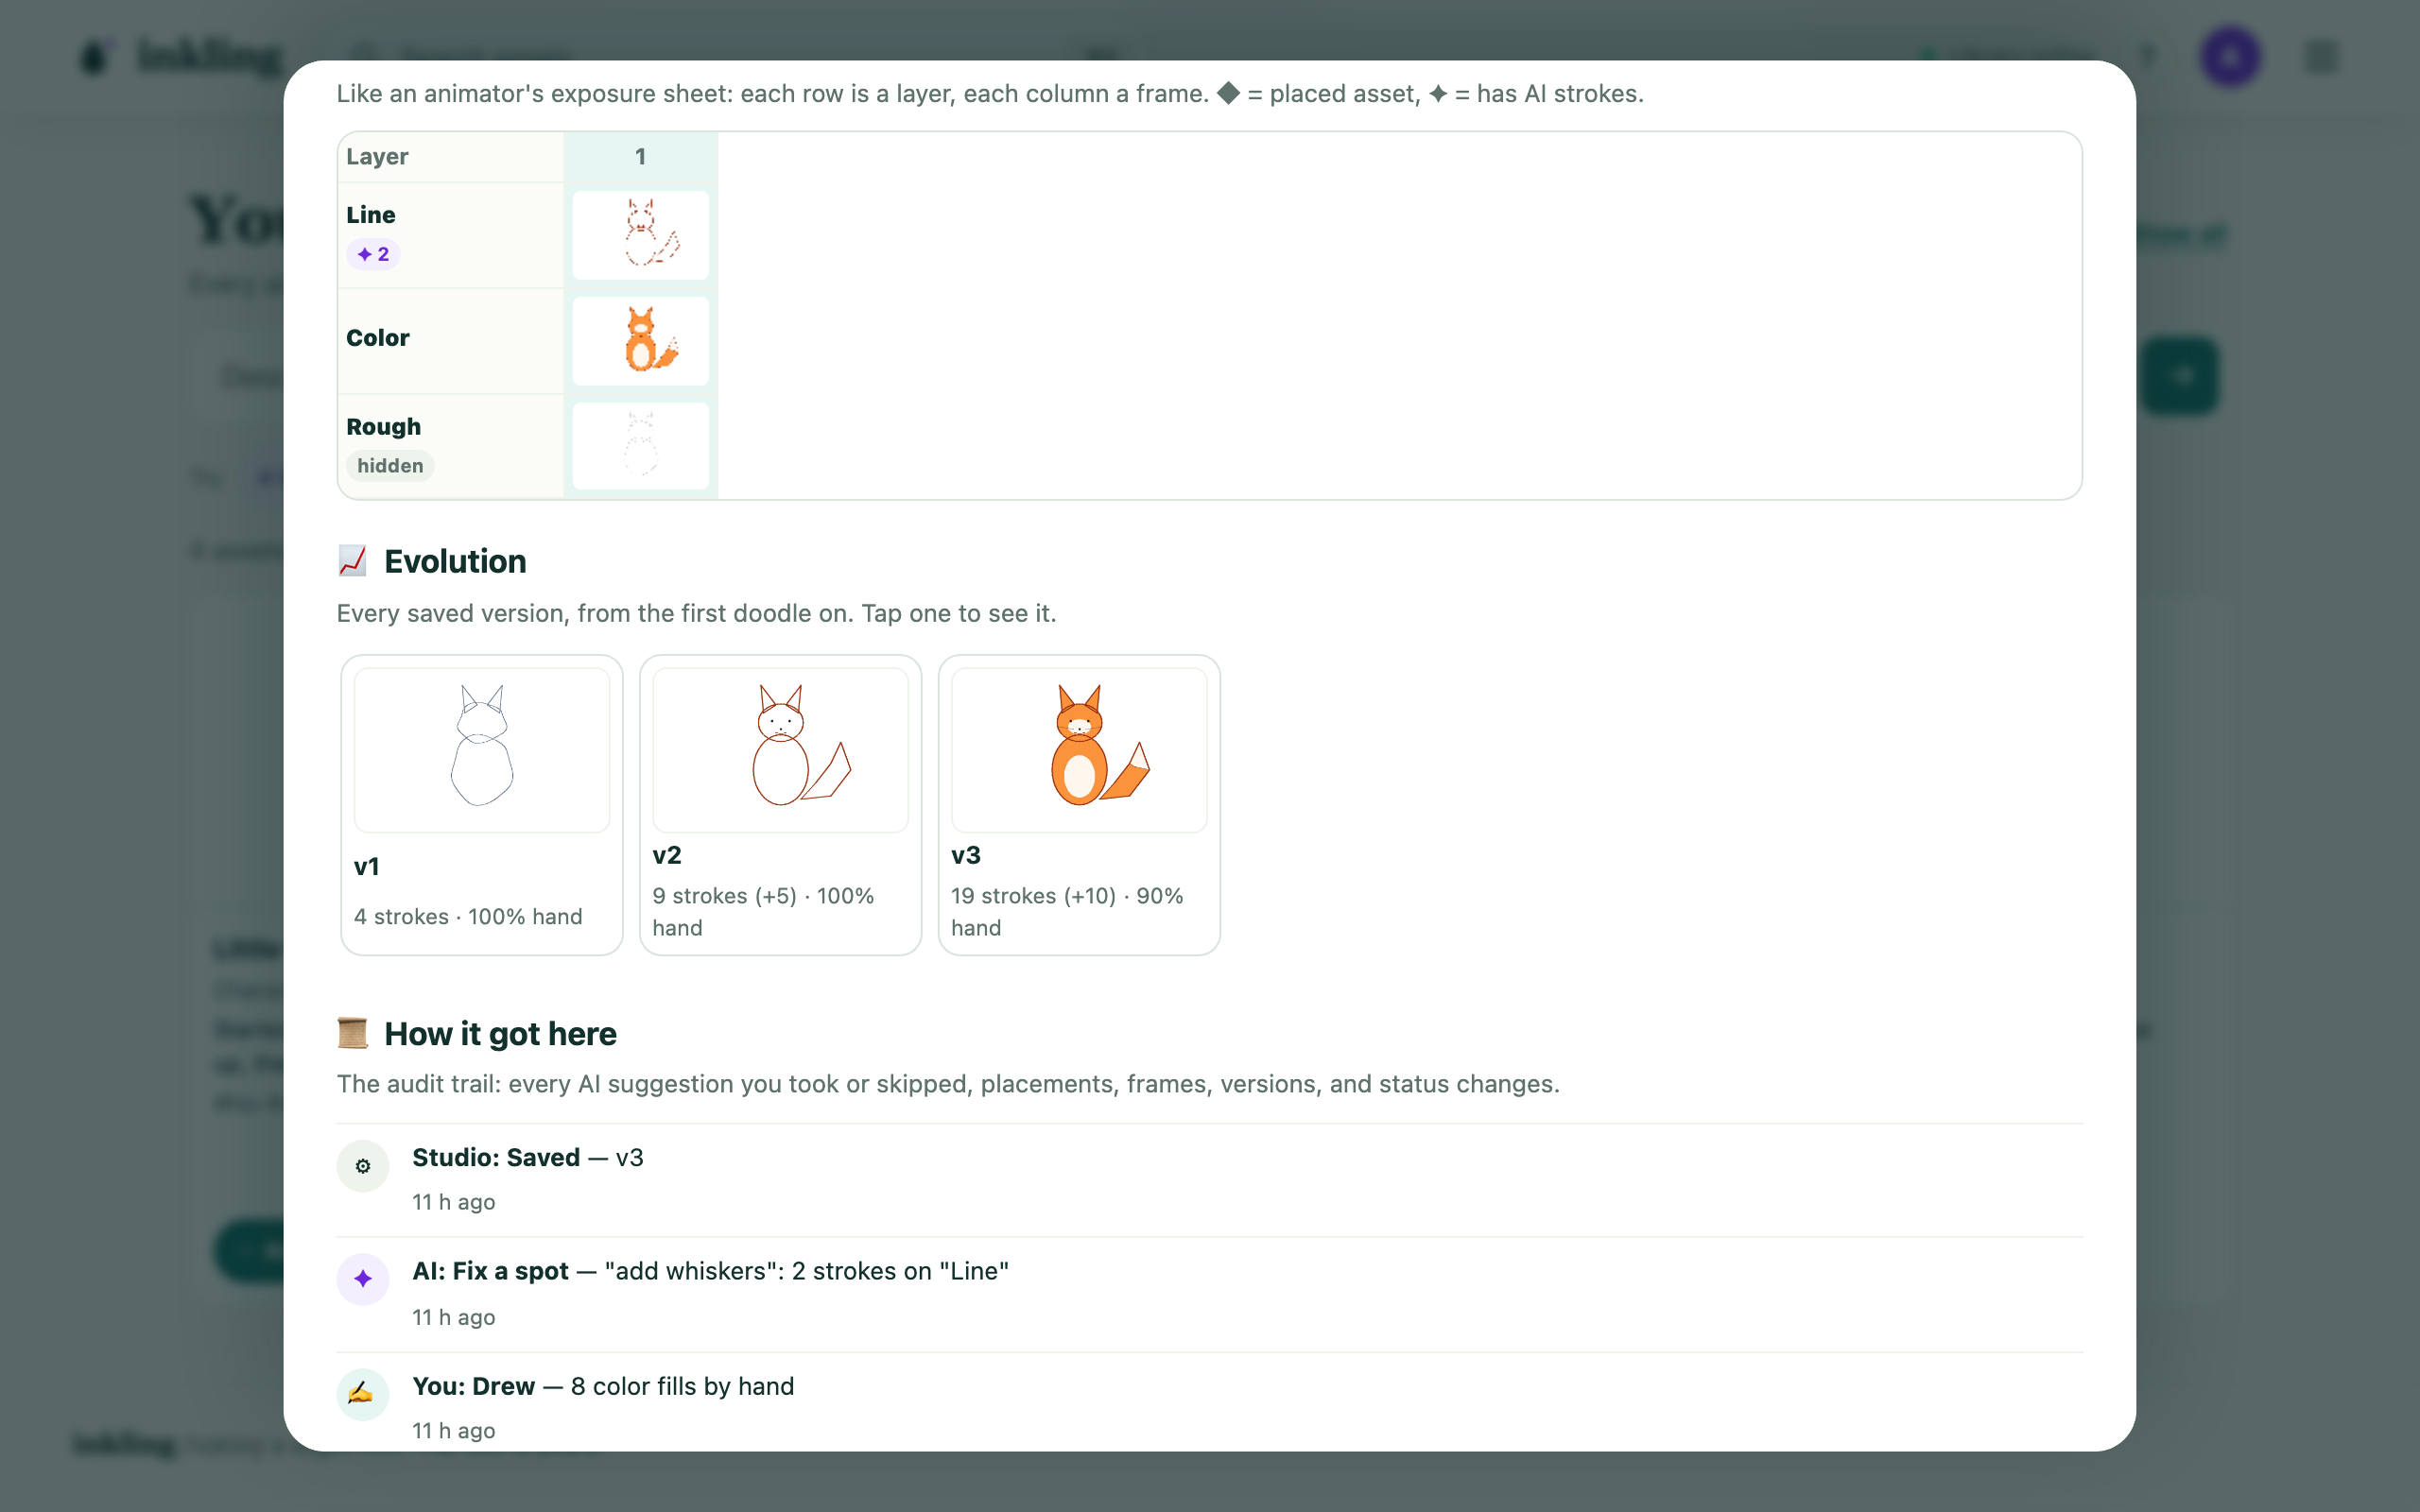 inkling
Like an animator's exposure sheet: each row is a layer, each column a frame. ◆ = placed asset, ✦ = has AI strokes.
Layer 1
Line
✦ 2
Color
Rough
hidden
Evolution
Every saved version, from the first doodle on. Tap one to see it.
v1
4 strokes · 100% hand
v2
9 strokes (+5) · 100%
hand
v3
19 strokes (+10) · 90%
hand
How it got here
The audit trail: every AI suggestion you took or skipped, placements, frames, versions, and status changes.
Studio: Saved — v3
11 h ago
AI: Fix a spot — "add whiskers": 2 strokes on "Line"
11 h ago
You: Drew — 8 color fills by hand
11 h ago
inkling